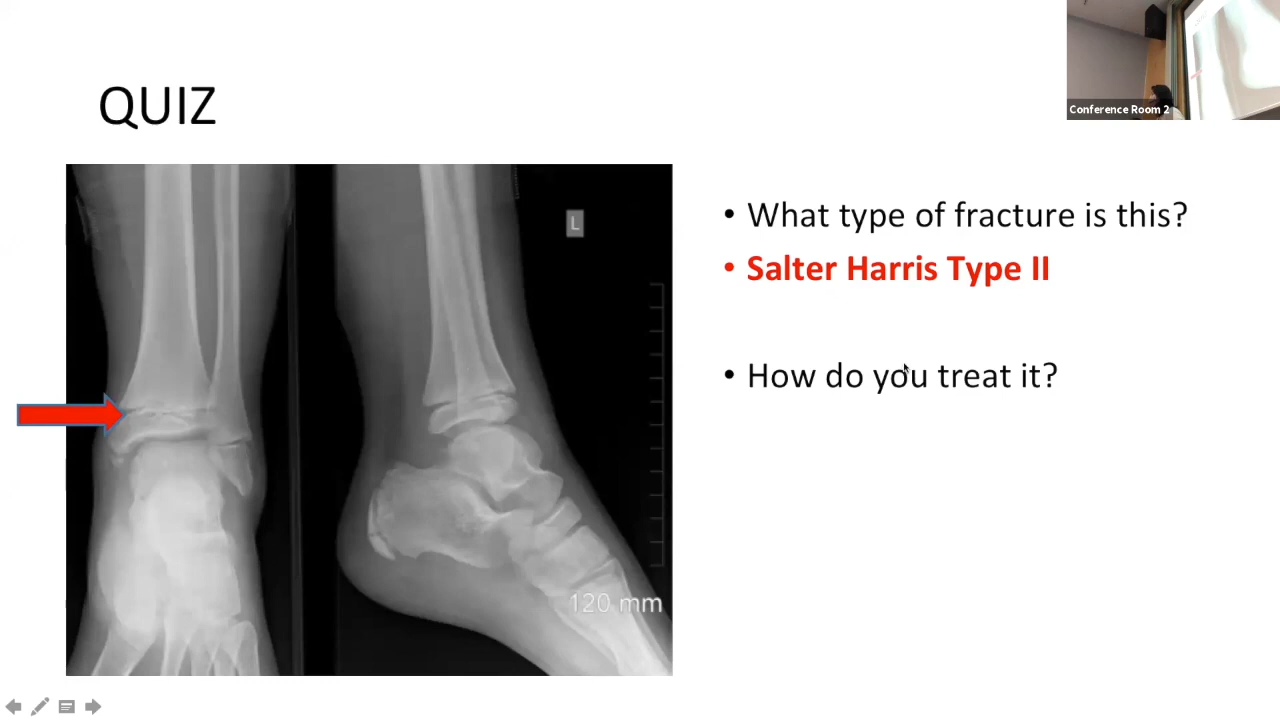 Conference Room 2
QUIZ
L
120 mm
• What type of fracture is this?
• Salter Harris Type II
• How do you treat it?